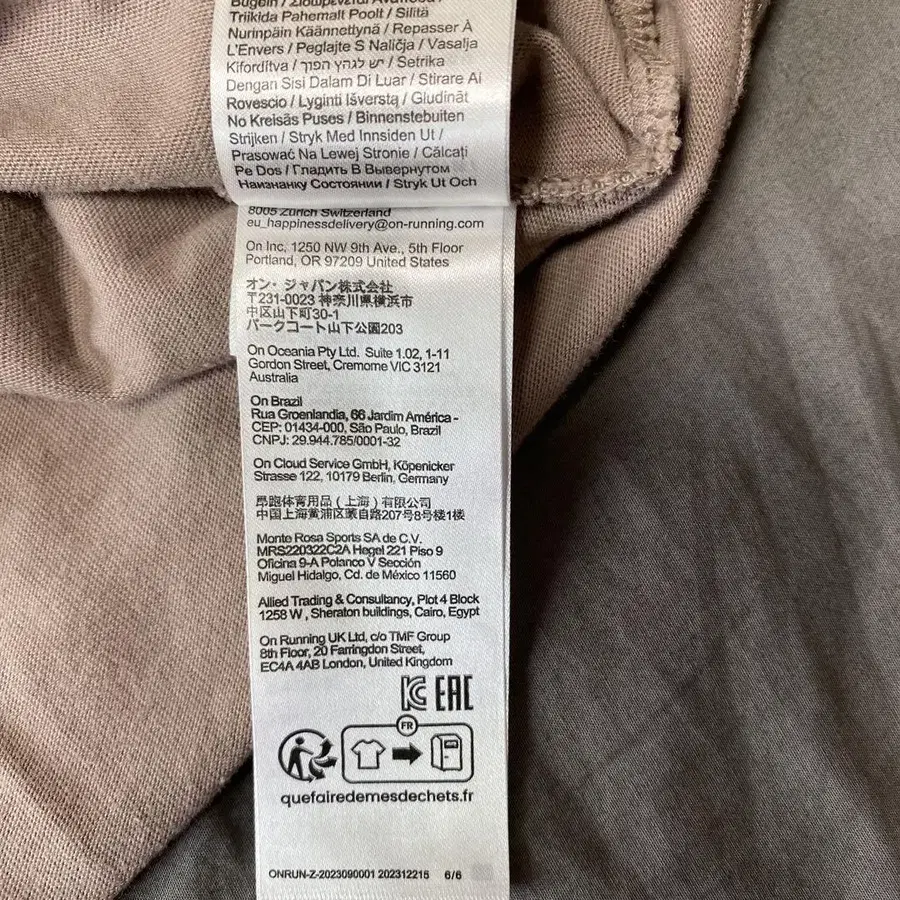 Triikida Pahemalt Poolt / Silitä
Nurinpäin Käännettynä / Repasser À
L'Envers / Peglajte S Naličja / Vasalja
Kifordítva / יש לגהץ הפוך / Setrika
Dengan Sisi Dalam Di Luar / Stirare Ai
Rovescio / Lyginti Išverstą / Gludināt
No Kreisās Puses / Binnenstebuiten
Strijken / Stryk Med Innsiden Ut /
Prasować Na Lewej Stronie / Călcați
Pe Dos / Гладить В Вывернутом
Наизнанку Состоянии / Stryk Ut Och
8005 Zürich Switzerland
eu_happinessdelivery@on-running.com
On Inc, 1250 NW 9th Ave., 5th Floor
Portland, OR 97209 United States
オン・ジャパン株式会社
〒231-0023 神奈川県横浜市
中区山下町30-1
パークコート山下公園203
On Oceania Pty Ltd. Suite 1.02, 1-11
Gordon Street, Cremorne VIC 3121
Australia
On Brazil
Rua Groenlandia, 66 Jardim América -
CEP: 01434-000, São Paulo, Brazil
CNPJ: 29.944.785/0001-32
On Cloud Service GmbH, Köpenicker
Strasse 122, 10179 Berlin, Germany
昂跑体育用品（上海）有限公司
中国上海黄浦区蒙自路207号8号楼1楼
Monte Rosa Sports SA de C.V.
MRS220322C2A Hegel 221 Piso 9
Oficina 9-A Polanco V Sección
Miguel Hidalgo, Cd. de México 11560
Allied Trading & Consultancy, Plot 4 Block
1258 W , Sheraton buildings, Cairo, Egypt
On Running UK Ltd, c/o TMF Group
8th Floor, 20 Farringdon Street,
EC4A 4AB London, United Kingdom
EAC
FR
quefairedemesdechets.fr
ONRUN-Z-2023090001 202312215 6/6